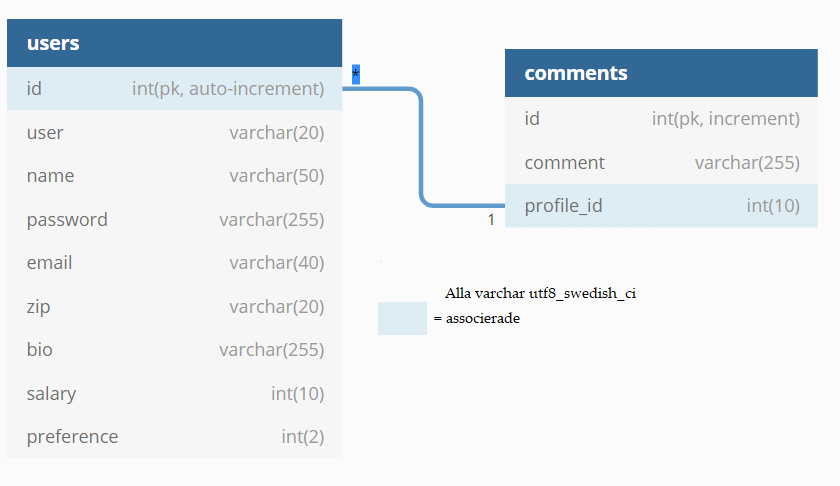 users
id int(pk, auto-increment)
user varchar(20)
name varchar(50)
password varchar(255)
email varchar(40)
zip varchar(20)
bio varchar(255)
salary int(10)
preference int(2)
*
1
comments
id int(pk, increment)
comment varchar(255)
profile_id int(10)
Alla varchar utf8_swedish_ci
= associerade